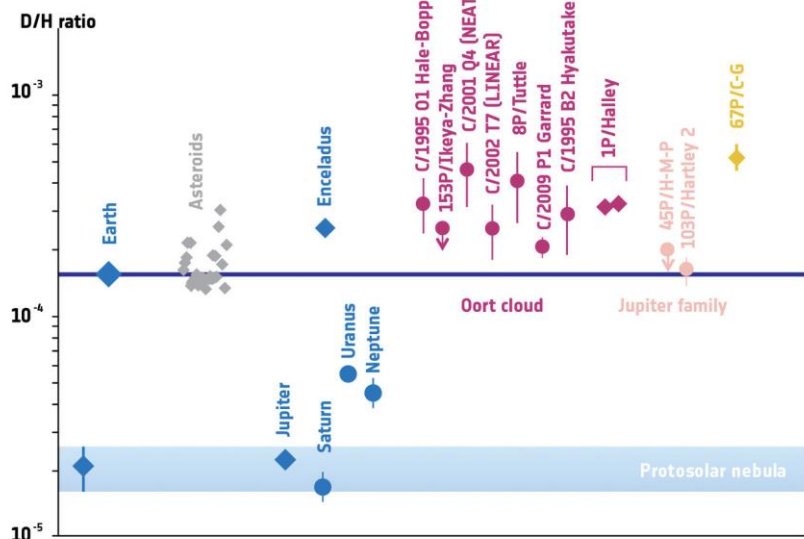 D/H ratio
10-3
10-4
10-5
Earth
Asteroids
Enceladus
Jupiter
Saturn
Uranus
Neptune
C/1995 O1 Hale-Bopp
153P/Ikeya-Zhang
C/2001 Q4 (NEAT)
C/2002 T7 (LINEAR)
8P/Tuttle
C/2009 P1 Garrard
C/1995 B2 Hyakutake
1P/Halley
45P/H-M-P
103P/Hartley 2
67P/C-G
Oort cloud
Jupiter family
Protosolar nebula